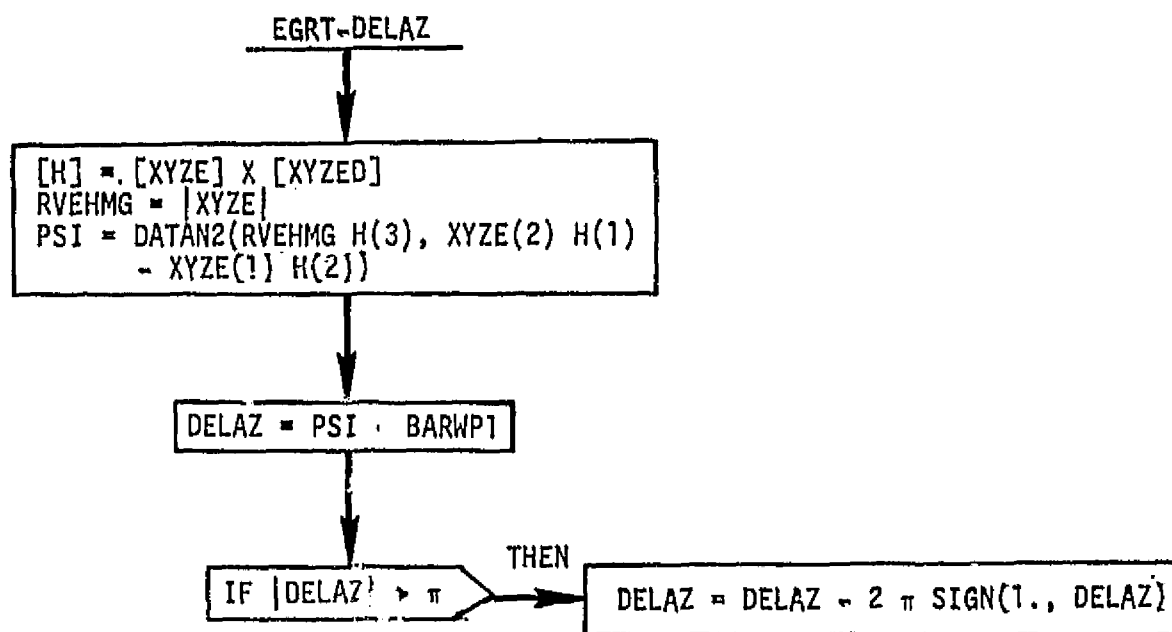 EGRT-DELAZ
[H] = [XYZE] X [XYZED]
RVEHMG = |XYZE|
PSI = DATAN2(RVEHMG H(3), XYZE(2) H(1)
- XYZE(1) H(2))
DELAZ = PSI - BARWP1
IF |DELAZ| > π
THEN
DELAZ = DELAZ - 2 π SIGN(1., DELAZ)